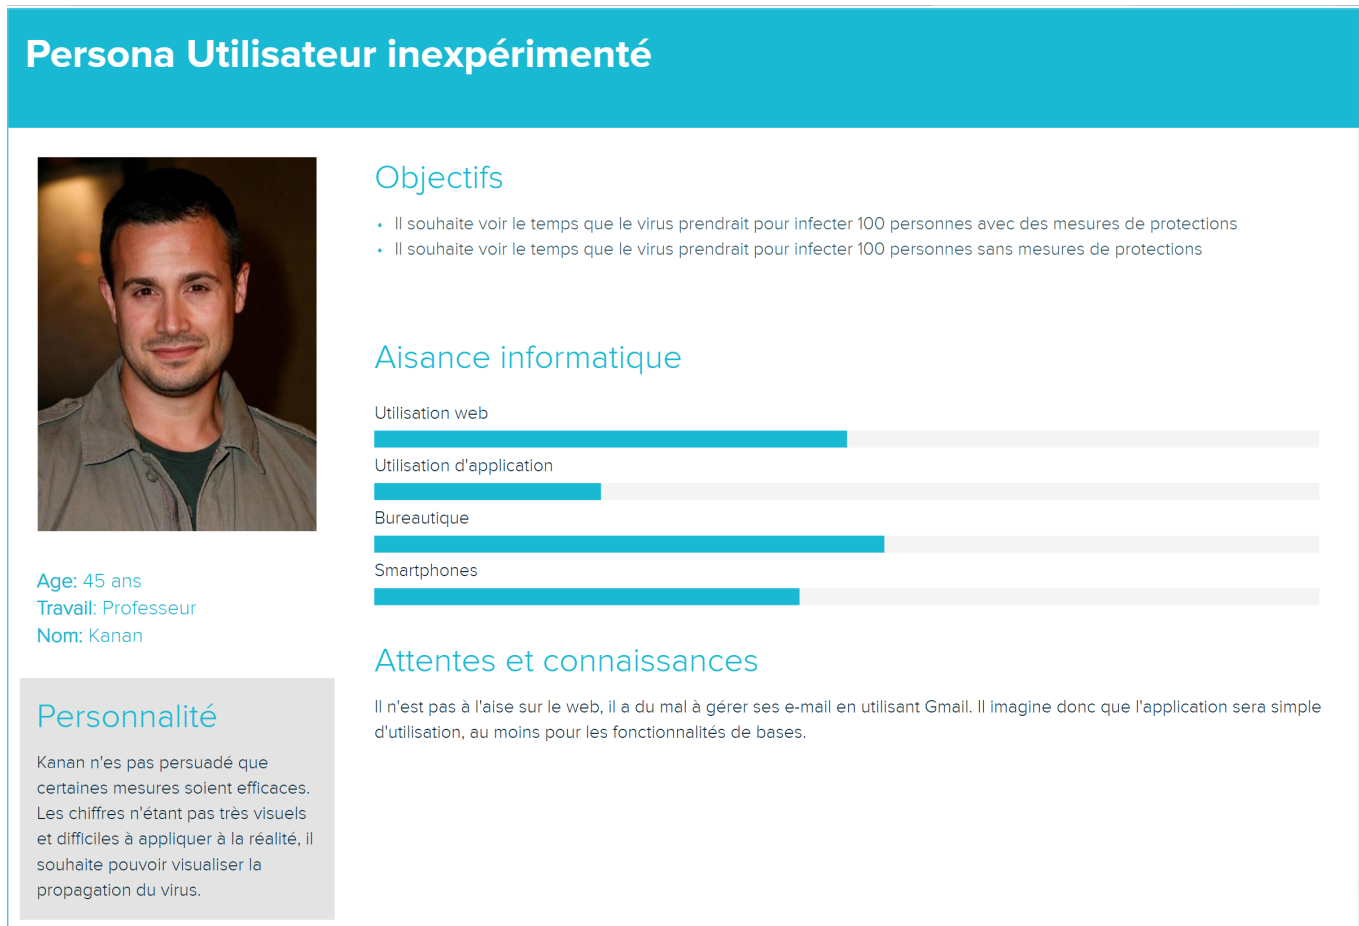 Persona Utilisateur inexpérimenté
Objectifs
• Il souhaite voir le temps que le virus prendrait pour infecter 100 personnes avec des mesures de protections
• Il souhaite voir le temps que le virus prendrait pour infecter 100 personnes sans mesures de protections
Aisance informatique
Utilisation web
Utilisation d'application
Bureautique
Smartphones
Age: 45 ans
Travail: Professeur
Nom: Kanan
Personnalité
Kanan n'es pas persuadé que
certaines mesures soient efficaces.
Les chiffres n'étant pas très visuels
et difficiles à appliquer à la réalité, il
souhaite pouvoir visualiser la
propagation du virus.
Attentes et connaissances
Il n'est pas à l'aise sur le web, il a du mal à gérer ses e-mail en utilisant Gmail. Il imagine donc que l'application sera simple
d'utilisation, au moins pour les fonctionnalités de bases.